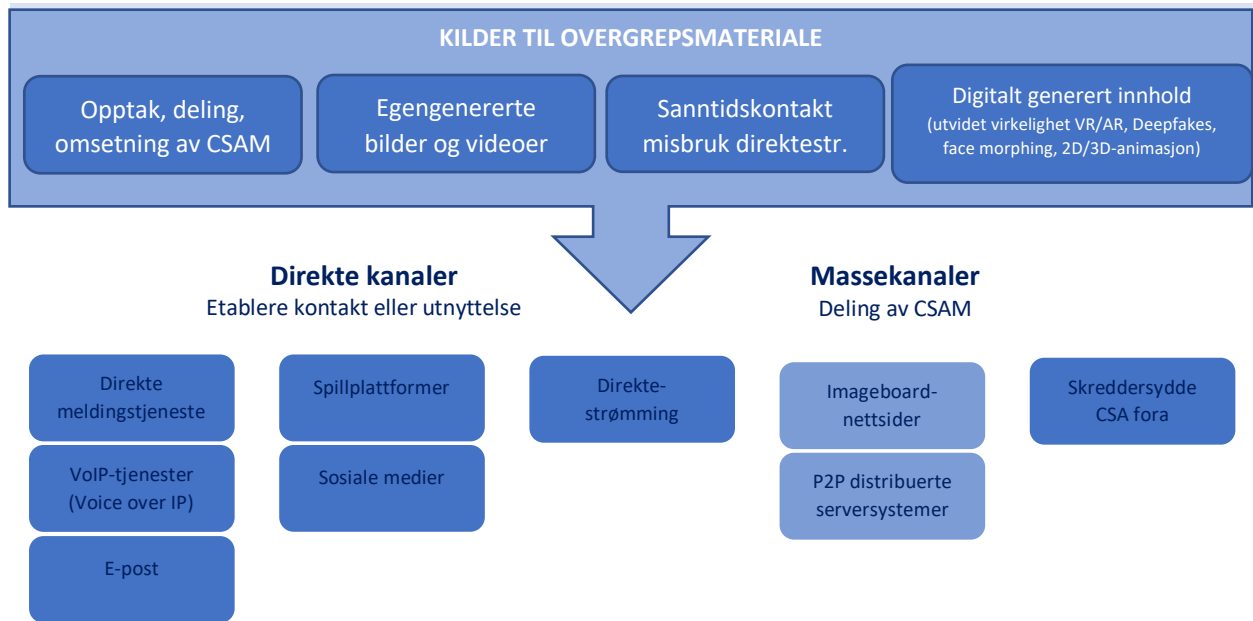 KILDER TIL OVERGREPSMATERIALE
Opptak, deling,
omsetning av CSAM
Egengenererte
bilder og videoer
Sanntidskontakt
misbruk direktestr.
Digitalt generert innhold
(utvidet virkelighet VR/AR, Deepfakes,
face morphing, 2D/3D-animasjon)
Direkte kanaler
Etablere kontakt eller utnyttelse
Massekanaler
Deling av CSAM
Direkte
meldingstjeneste
Spillplattformer
Direkte-
strømming
Imageboard-
nettsider
Skreddersydde
CSA fora
VoIP-tjenester
(Voice over IP)
Sosiale medier
P2P distribuerte
serversystemer
E-post